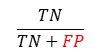 TN
TN + FP